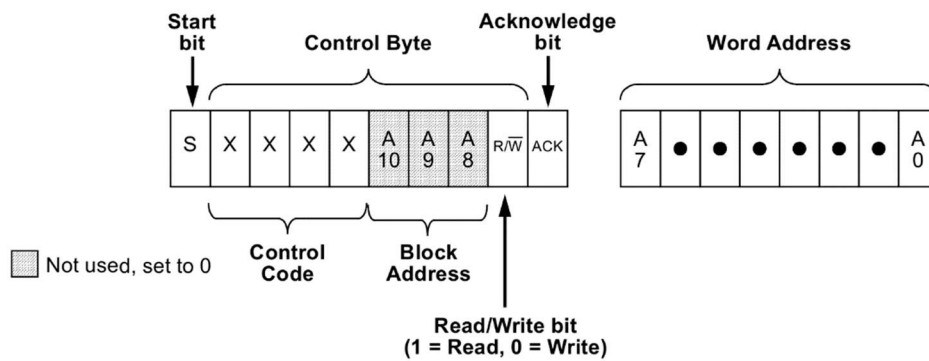 Start
bit
Control Byte
Acknowledge
bit
Word Address
S X X X X A
10 A
9 A
8 R/W̅ ACK
A
7 ● ● ● ● ● ● A
0
Control
Code
Block
Address
Not used, set to 0
Read/Write bit
(1 = Read, 0 = Write)